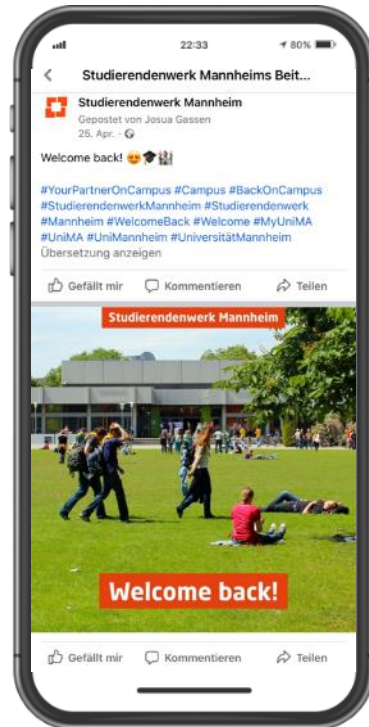 22:33
80%
Studierendenwerk Mannheims Beit...
Studierendenwerk Mannheim
Gepostet von Josua Gassen
25. Apr. ·
Welcome back! 😍🎓🏰
#YourPartnerOnCampus #Campus #BackOnCampus
#StudierendenwerkMannheim #Studierendenwerk
#Mannheim #WelcomeBack #Welcome #MyUniMA
#UniMA #UniMannheim #UniversitätMannheim
Übersetzung anzeigen
Gefällt mir Kommentieren Teilen
Studierendenwerk Mannheim
Welcome back!
Gefällt mir Kommentieren Teilen